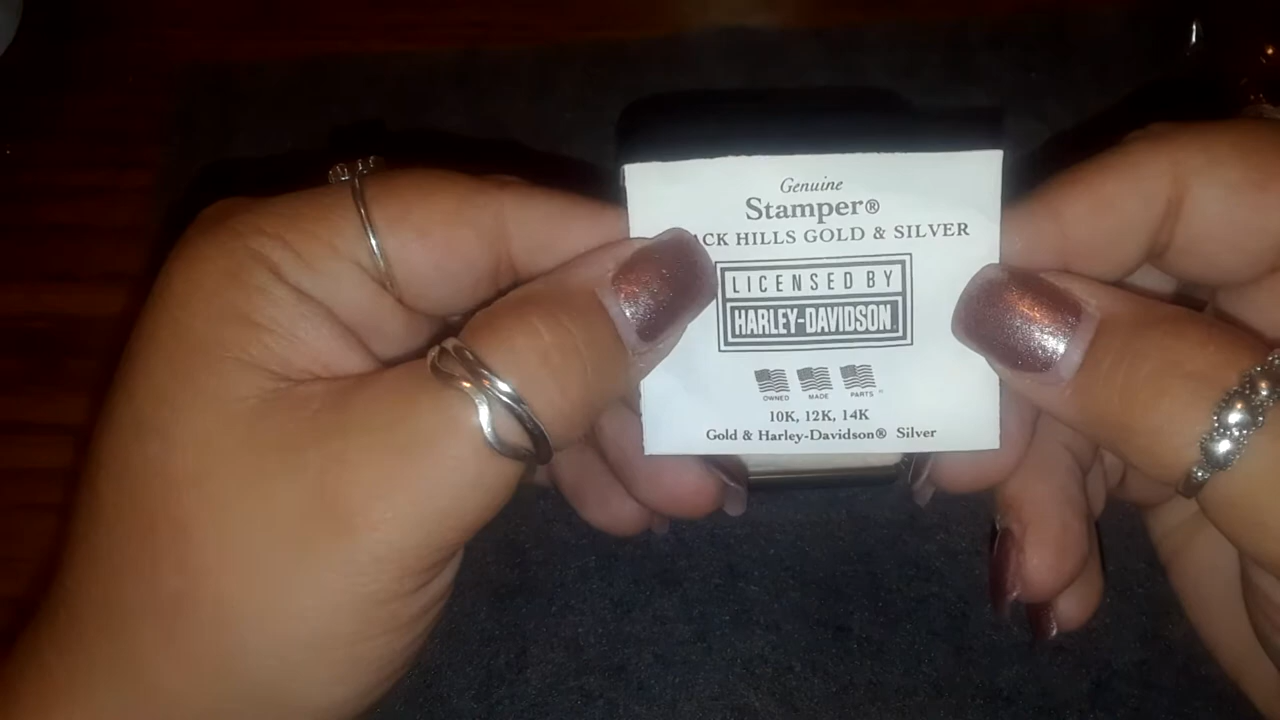 Genuine
Stamper®
ACK HILLS GOLD & SILVER
LICENSED BY
HARLEY-DAVIDSON
OWNED MADE PARTS
10K, 12K, 14K
Gold & Harley-Davidson® Silver